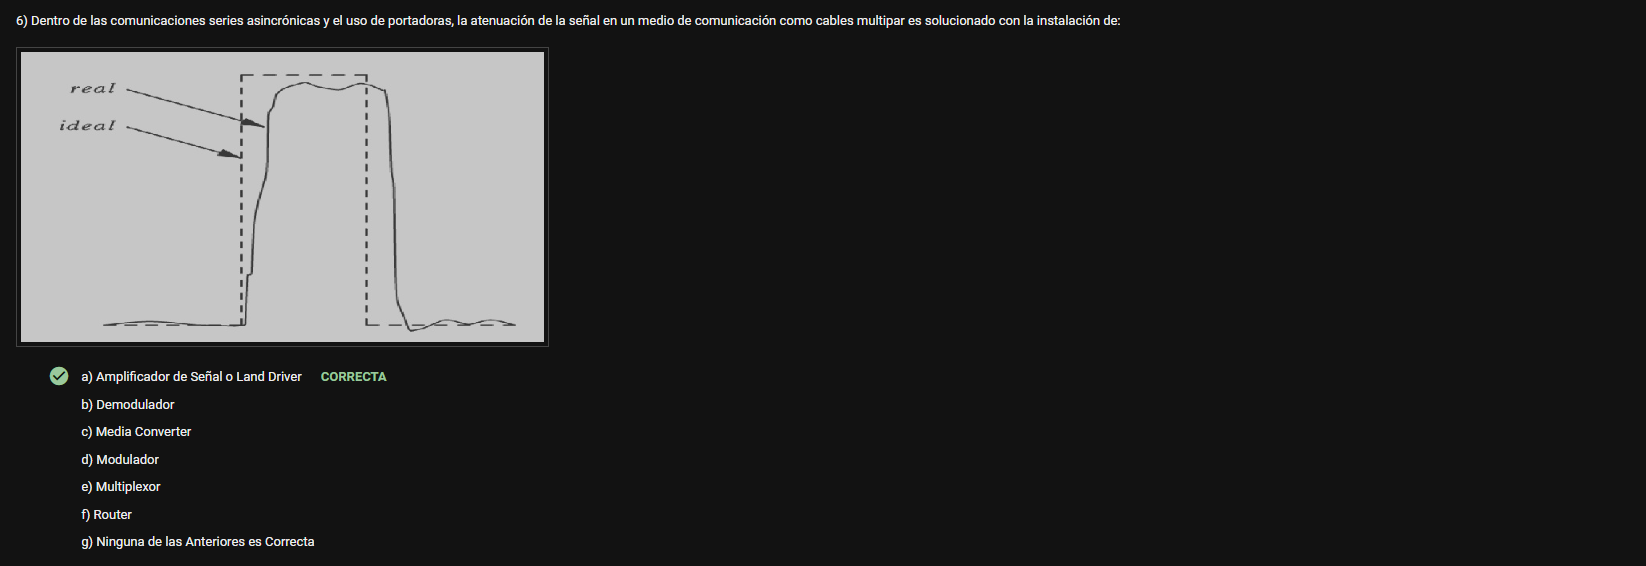 6) Dentro de las comunicaciones series asincrónicas y el uso de portadoras, la atenuación de la señal en un medio de comunicación como cables multipar es solucionado con la instalación de:
real
ideal
a) Amplificador de Señal o Land Driver CORRECTA
b) Demodulador
c) Media Converter
d) Modulador
e) Multiplexor
f) Router
g) Ninguna de las Anteriores es Correcta